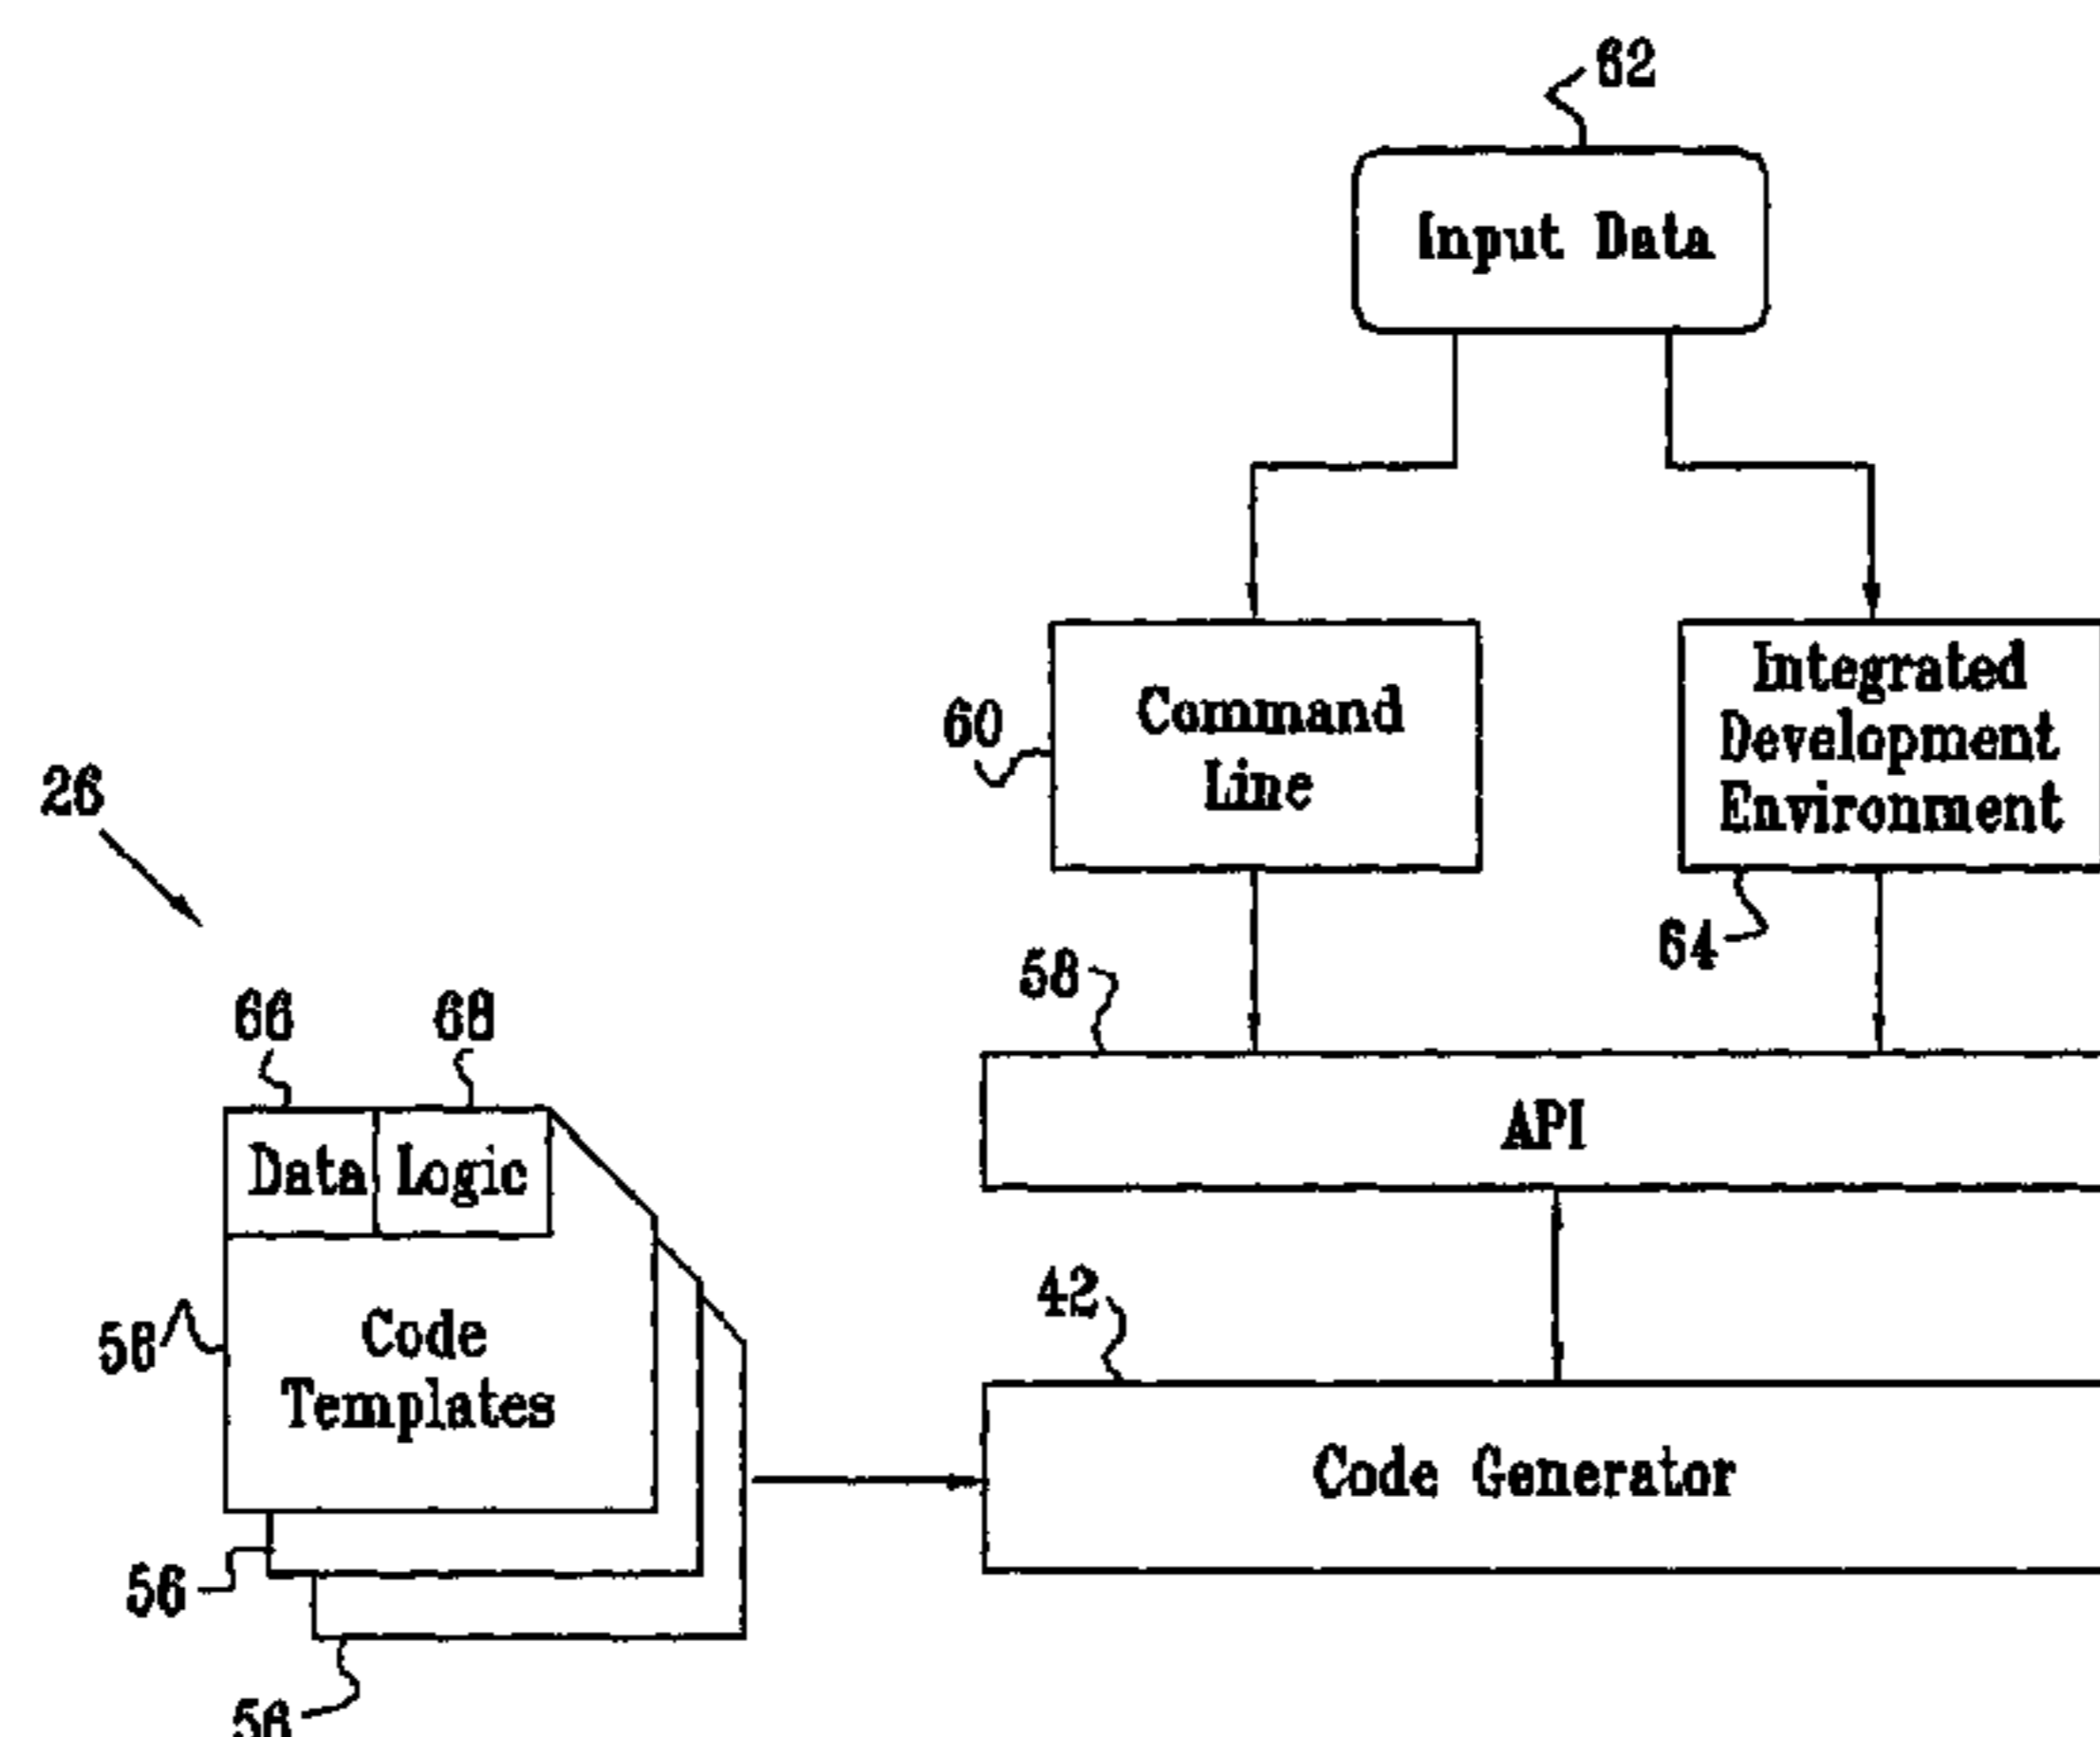 62
Input Data
Command
Line
60
Integrated
Development
Environment
64
26
58
API
66
68
Data
Logic
Code
Templates
56
42
Code Generator
56
56